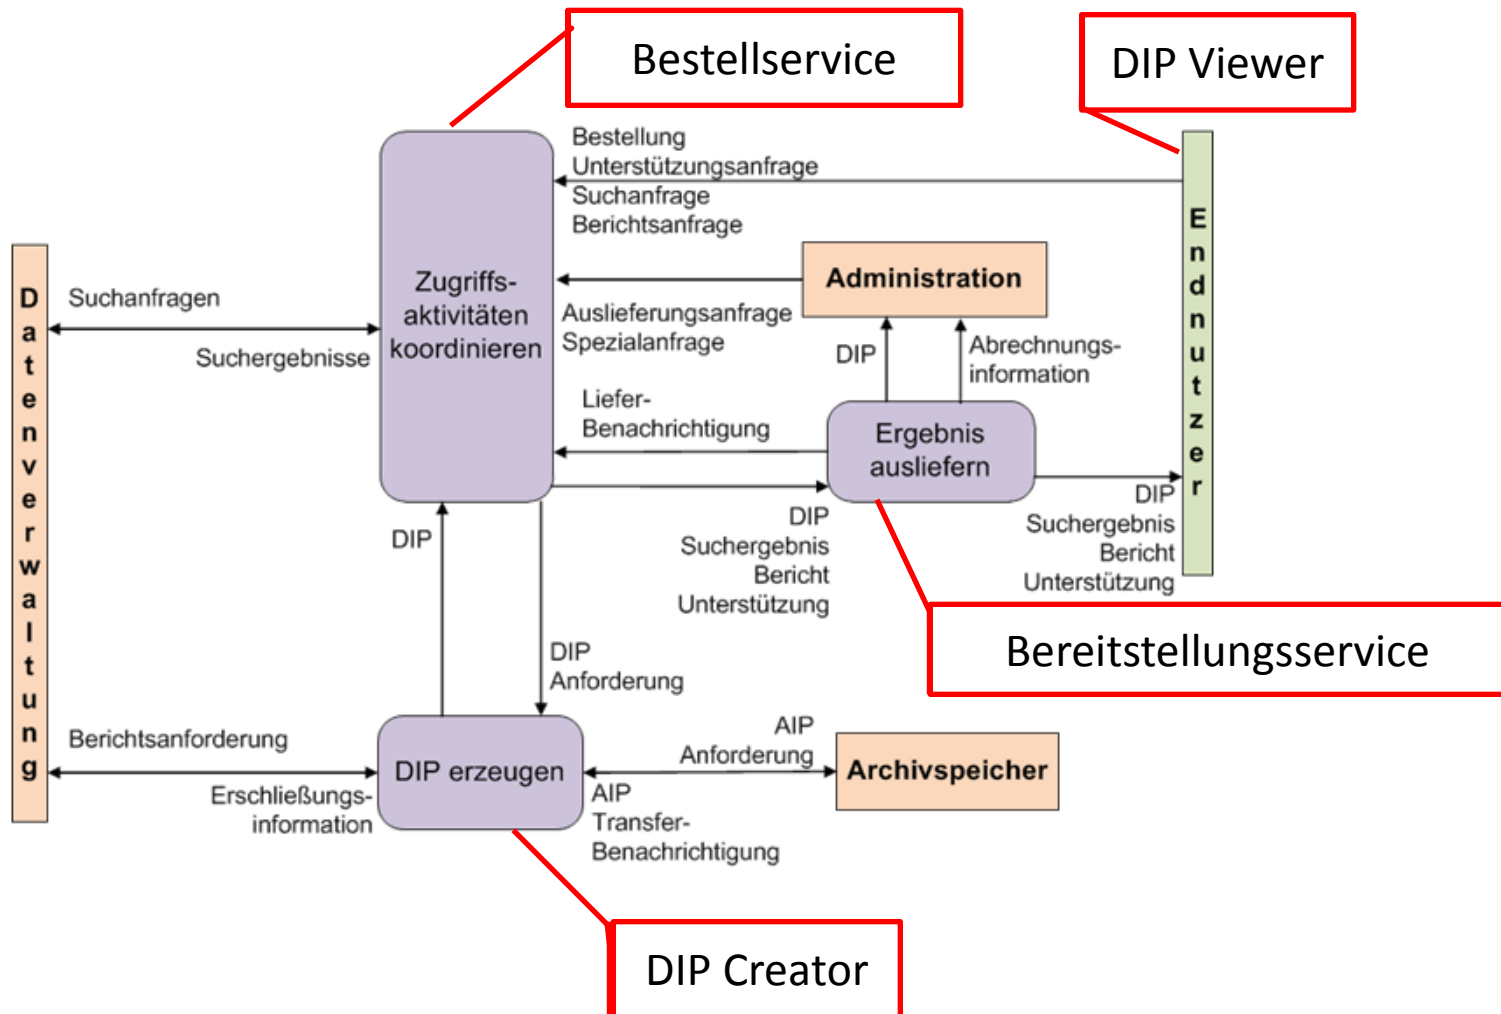 Bestellservice
DIP Viewer
Bestellung
Unterstützungsanfrage
Suchanfrage
Berichtsanfrage
Endnutzer
Datenverwaltung
Suchanfragen
Suchergebnisse
Zugriffs-
aktivitäten
koordinieren
Administration
Auslieferungsanfrage
Spezialanfrage
DIP
Abrechnungs-
information
Liefer-
Benachrichtigung
Ergebnis
ausliefern
DIP
DIP
Suchergebnis
Bericht
Unterstützung
DIP
Suchergebnis
Bericht
Unterstützung
Bereitstellungsservice
DIP
Anforderung
Berichtsanforderung
Erschließungs-
information
DIP erzeugen
AIP
Anforderung
Archivspeicher
AIP
Transfer-
Benachrichtigung
DIP Creator